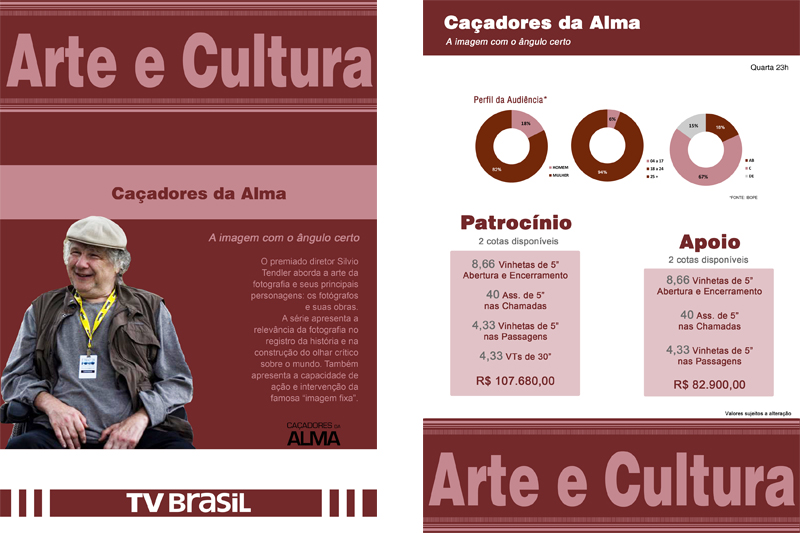 Arte e Cultura
Caçadores da Alma
A imagem com o ângulo certo
O premiado diretor Silvio
Tendler aborda a arte da
fotografia e seus principais
personagens: os fotógrafos
e suas obras.
A série apresenta a
relevância da fotografia no
registro da história e na
construção do olhar crítico
sobre o mundo. Também
apresenta a capacidade de
ação e intervenção da
famosa “imagem fixa”.
CAÇADORES DA
ALMA
TV BRASIL
Caçadores da Alma
A imagem com o ângulo certo
Quarta 23h
Perfil da Audiência*
18%
82%
HOMEM
MULHER
6%
94%
04 a 17
18 a 24
25 +
15%
18%
67%
AB
C
DE
*FONTE: IBOPE
Patrocínio
2 cotas disponíveis
8,66 Vinhetas de 5”
Abertura e Encerramento
40 Ass. de 5”
nas Chamadas
4,33 Vinhetas de 5”
nas Passagens
4,33 VTs de 30”
R$ 107.680,00
Apoio
2 cotas disponíveis
8,66 Vinhetas de 5”
Abertura e Encerramento
40 Ass. de 5”
nas Chamadas
4,33 Vinhetas de 5”
nas Passagens
R$ 82.900,00
Valores sujeitos a alteração
Arte e Cultura